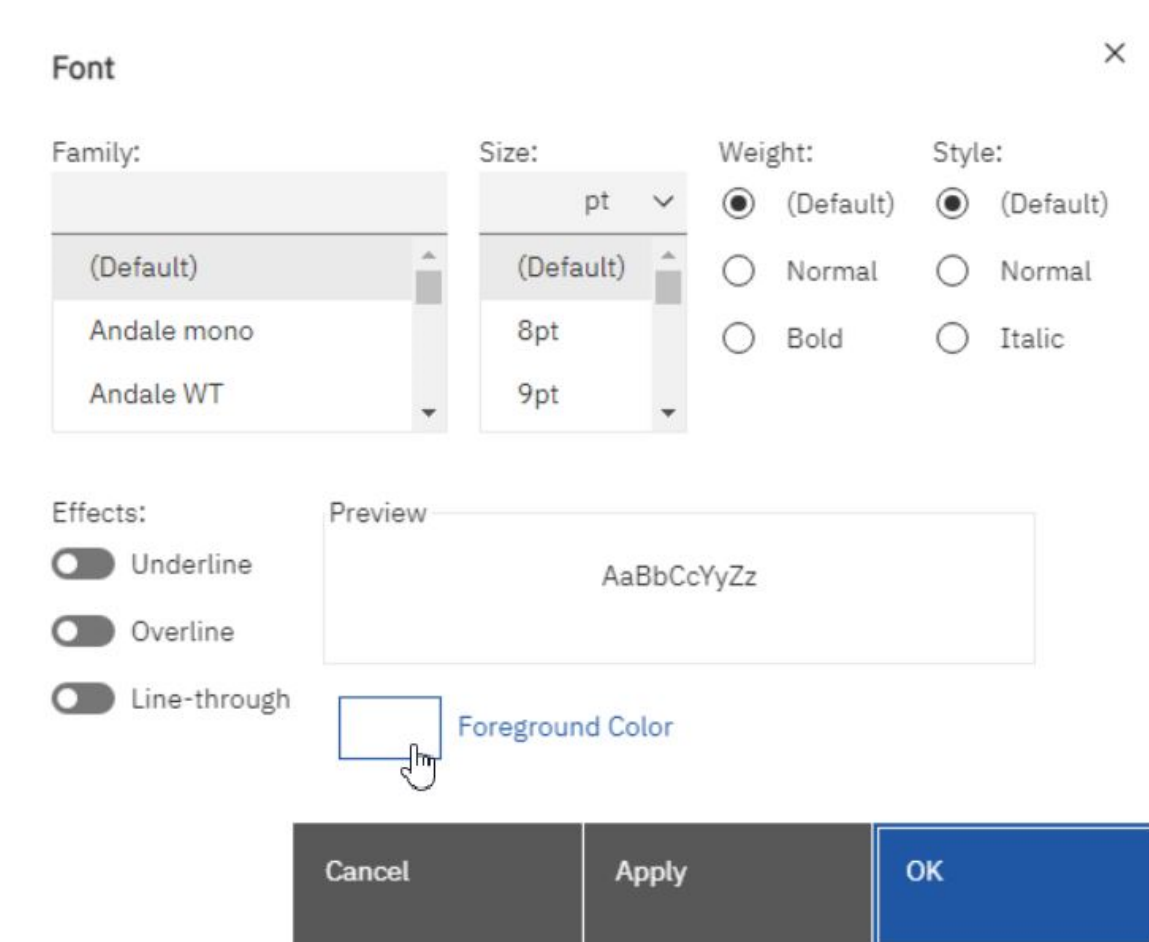 Font
Family:
(Default)
Andale mono
Andale WT
Size:
pt
(Default)
8pt
9pt
Weight:
(Default)
Normal
Bold
Style:
(Default)
Normal
Italic
Effects:
Underline
Overline
Line-through
Preview
AaBbCcYyZz
Foreground Color
Cancel
Apply
OK